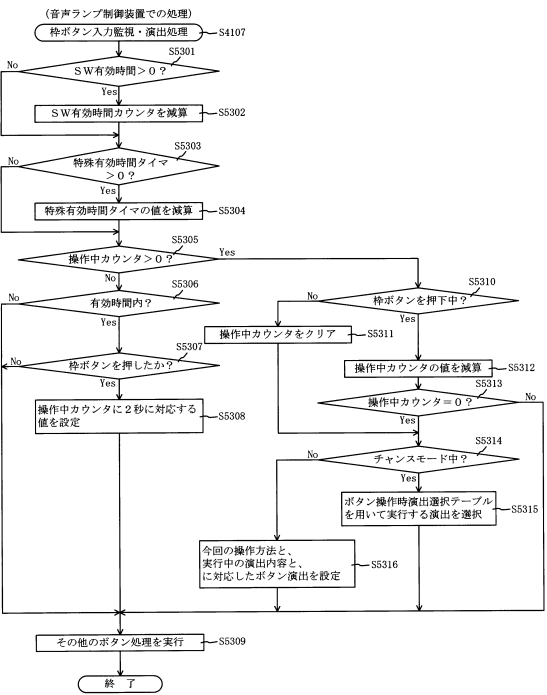 (音声ランプ制御装置での処理)
枠ボタン入力監視・演出処理
S4107
S5301
SW有効時間>0?
No
Yes
SW有効時間カウンタを減算
S5302
S5303
特殊有効時間タイマ
>0?
No
Yes
特殊有効時間タイマの値を減算
S5304
S5305
操作中カウンタ>0?
Yes
No
S5306
有効時間内?
No
Yes
S5307
枠ボタンを押したか?
No
Yes
操作中カウンタに2秒に対応する
値を設定
S5308
S5310
枠ボタンを押下中?
No
Yes
操作中カウンタをクリア
S5311
操作中カウンタの値を減算
S5312
S5313
操作中カウンタ=0?
No
Yes
S5314
チャンスモード中?
No
Yes
ボタン操作時演出選択テーブル
を用いて実行する演出を選択
S5315
今回の操作方法と、
実行中の演出内容と、
に対応したボタン演出を設定
S5316
その他のボタン処理を実行
S5309
終 了